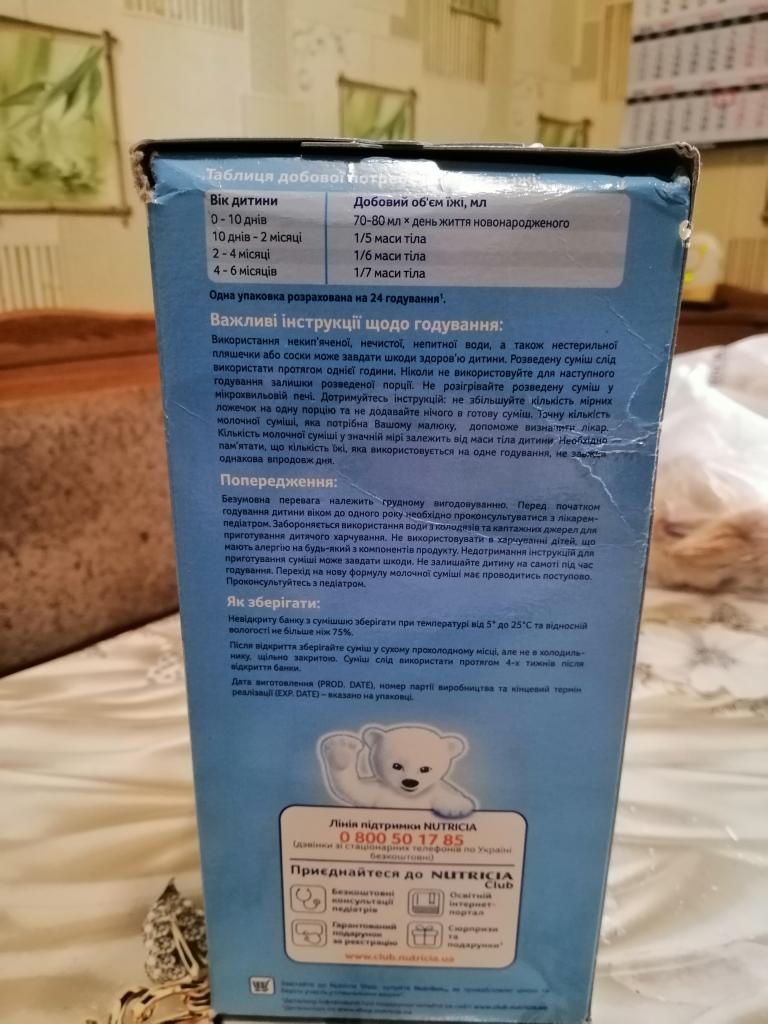 Таблиця добової в їжі:
Вік дитини Добовий об'єм їжі, мл
0 - 10 днів 70-80 мл × день життя новонародженого
10 днів - 2 місяці 1/5 маси тіла
2 - 4 місяці 1/6 маси тіла
4 - 6 місяців 1/7 маси тіла
Одна упаковка розрахована на 24 годування¹.
Важливі інструкції щодо годування:
Використання некип'яченої, нечистої, непитної води, а також нестерильної
пляшечки або соски може завдати шкоди здоров'ю дитини. Розведену суміш слід
використати протягом однієї години. Ніколи не використовуйте для наступного
годування залишки розведеної порції. Не розігрівайте розведену суміш у
мікрохвильовій печі. Дотримуйтесь інструкцій: не збільшуйте кількість мірних
ложечок на одну порцію та не додавайте нічого в готову суміш. Точну кількість
молочної суміші, яка потрібна Вашому малюку, допоможе визначити лікар.
Кількість молочної суміші у значній мірі залежить від маси тіла дитини. Необхідно
пам'ятати, що кількість їжі, яка використовується на одне годування, не завжди
однакова впродовж дня.
Попередження:
Безумовна перевага належить грудному вигодовуванню. Перед початком
годування дитини віком до одного року необхідно проконсультуватися з лікарем-
педіатром. Забороняється використання води з колодязів та каптажних джерел для
приготування дитячого харчування. Не використовувати в харчуванні дітей, що
мають алергію на будь-який з компонентів продукту. Недотримання інструкцій для
приготування суміші може завдати шкоди. Не залишайте дитину на самоті під час
годування. Перехід на нову формулу молочної суміші має проводитись поступово.
Проконсультуйтесь з педіатром.
Як зберігати:
Невідкриту банку з сумішшю зберігати при температурі від 5° до 25°C та відносній
вологості не більше ніж 75%.
Після відкриття зберігайте суміш у сухому прохолодному місці, але не в холодиль-
нику, щільно закритою. Суміш слід використати протягом 4-х тижнів після
відкриття банки.
Дата виготовлення (PROD. DATE), номер партії виробництва та кінцевий термін
реалізації (EXP. DATE) – вказано на упаковці.
Лінія підтримки NUTRICIA
0 800 50 17 85
(дзвінки зі стаціонарних телефонів по Україні
безкоштовні)
Приєднайтеся до NUTRICIA
Club
Безкоштовні
консультації
педіатрів
Освітній
інтернет-
портал
Гарантований
подарунок
за реєстрацію
Сюрпризи
та
подарунки*
www.club.nutricia.ua